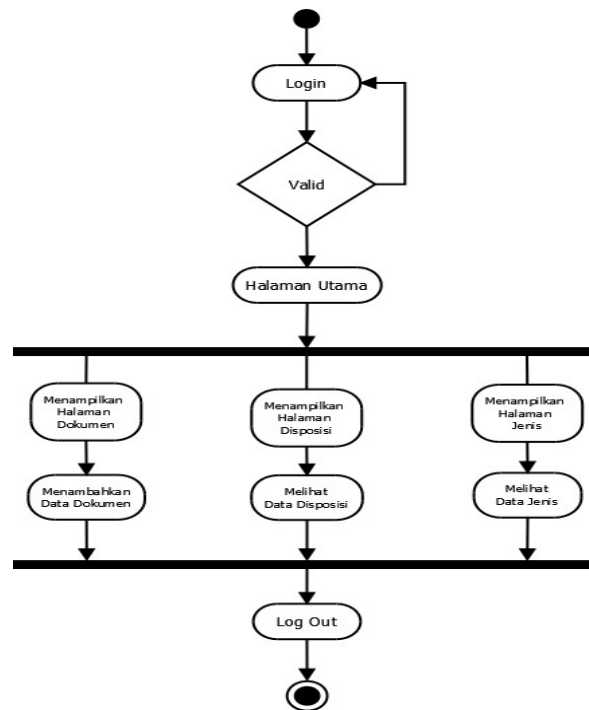 Login
Valid
Halaman Utama
Menampilkan
Halaman
Dokumen
Menampilkan
Halaman
Disposisi
Menampilkan
Halaman
Jenis
Menambahkan
Data Dokumen
Melihat
Data Disposisi
Melihat
Data Jenis
Log Out